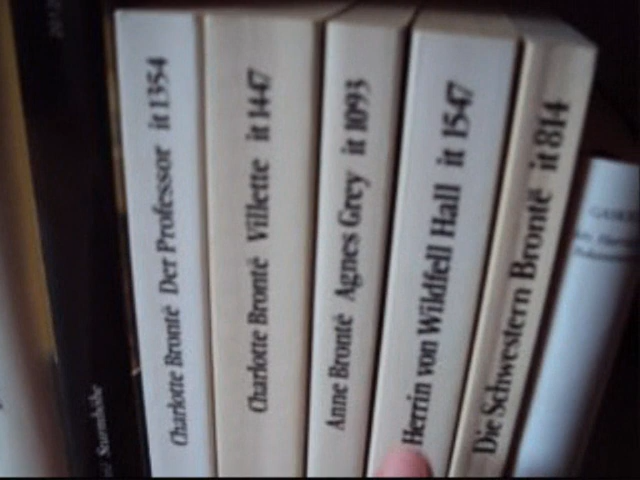 Sturmhöhe
Charlotte Brontë Der Professor it 1354
Charlotte Brontë Villette it 1447
Anne Brontë Agnes Grey it 1093
Herrin von Wildfell Hall it 1547
Die Schwestern Brontë it 814